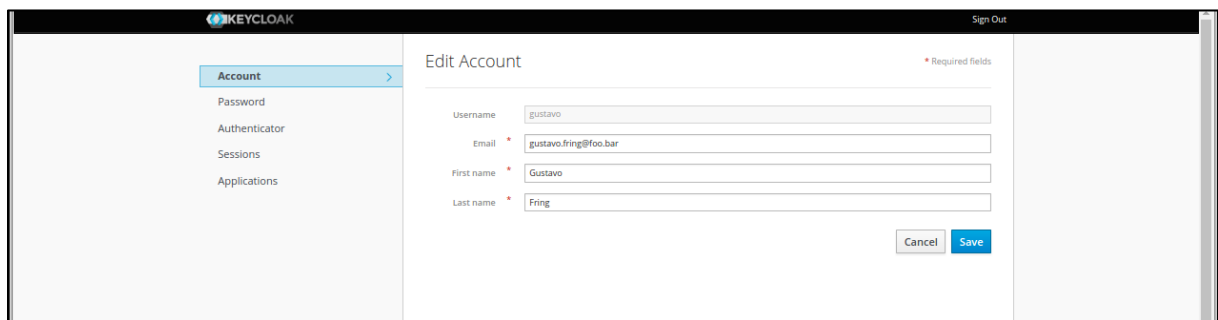 KEYCLOAK
Sign Out
Account
Password
Authenticator
Sessions
Applications
Edit Account
* Required fields
Username gustavo
Email * gustavo.fring@foo.bar
First name * Gustavo
Last name * Fring
Cancel Save